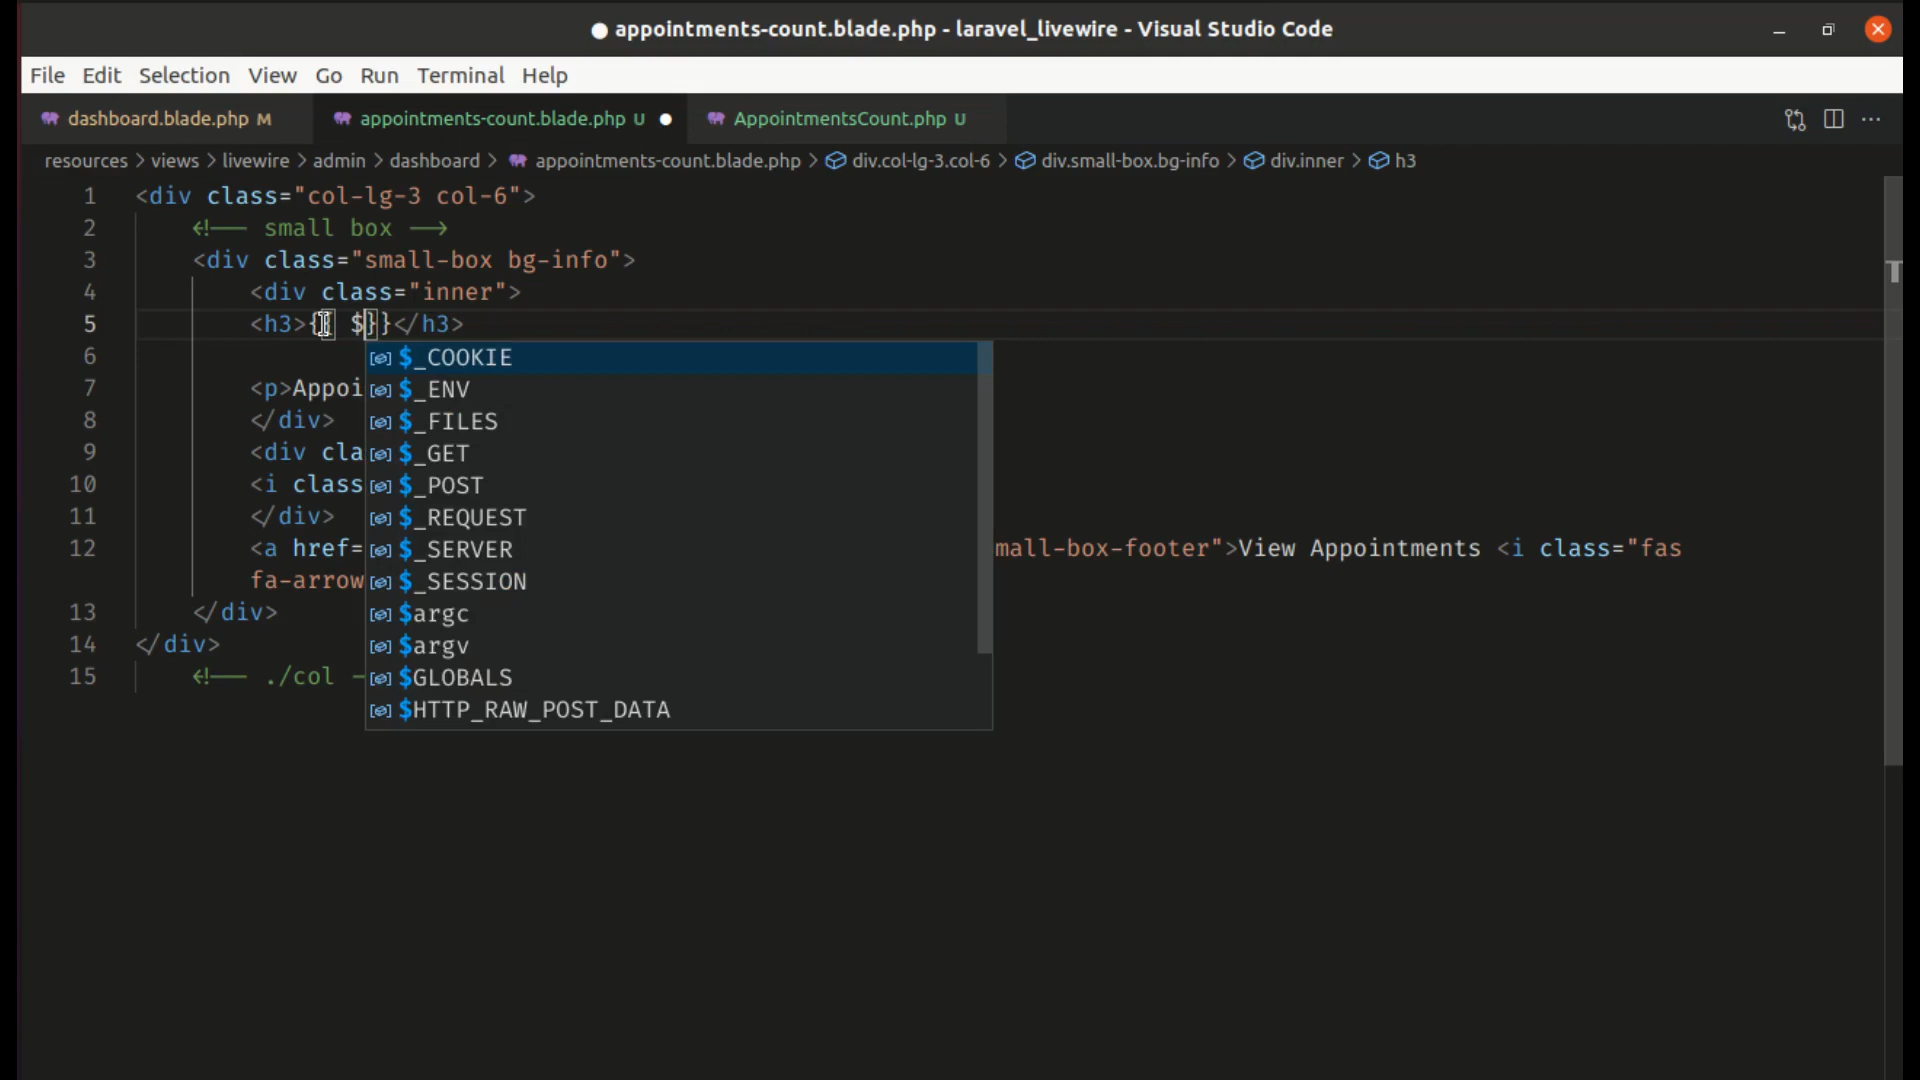 ● appointments-count.blade.php - laravel_livewire - Visual Studio Code
File Edit Selection View Go Run Terminal Help
dashboard.blade.php M appointments-count.blade.php U ● AppointmentsCount.php U ...
resources > views > livewire > admin > dashboard > appointments-count.blade.php > div.col-lg-3.col-6 > div.small-box.bg-info > div.inner > h3
1 <div class="col-lg-3 col-6">
2 <!-- small box -->
3 <div class="small-box bg-info">
4 <div class="inner">
5 <h3>{{ $}}</h3>
6 $_COOKIE
$_ENV
7 <p>Appoi
8 </div> $_FILES
9 <div cla $_GET
10 <i class $_POST
11 </div> $_REQUEST
12 <a href= $_SERVER mall-box-footer">View Appointments <i class="fas
fa-arrow $_SESSION
13 </div> $argc
14 </div> $argv
15 <!-- ./col - $GLOBALS
$HTTP_RAW_POST_DATA